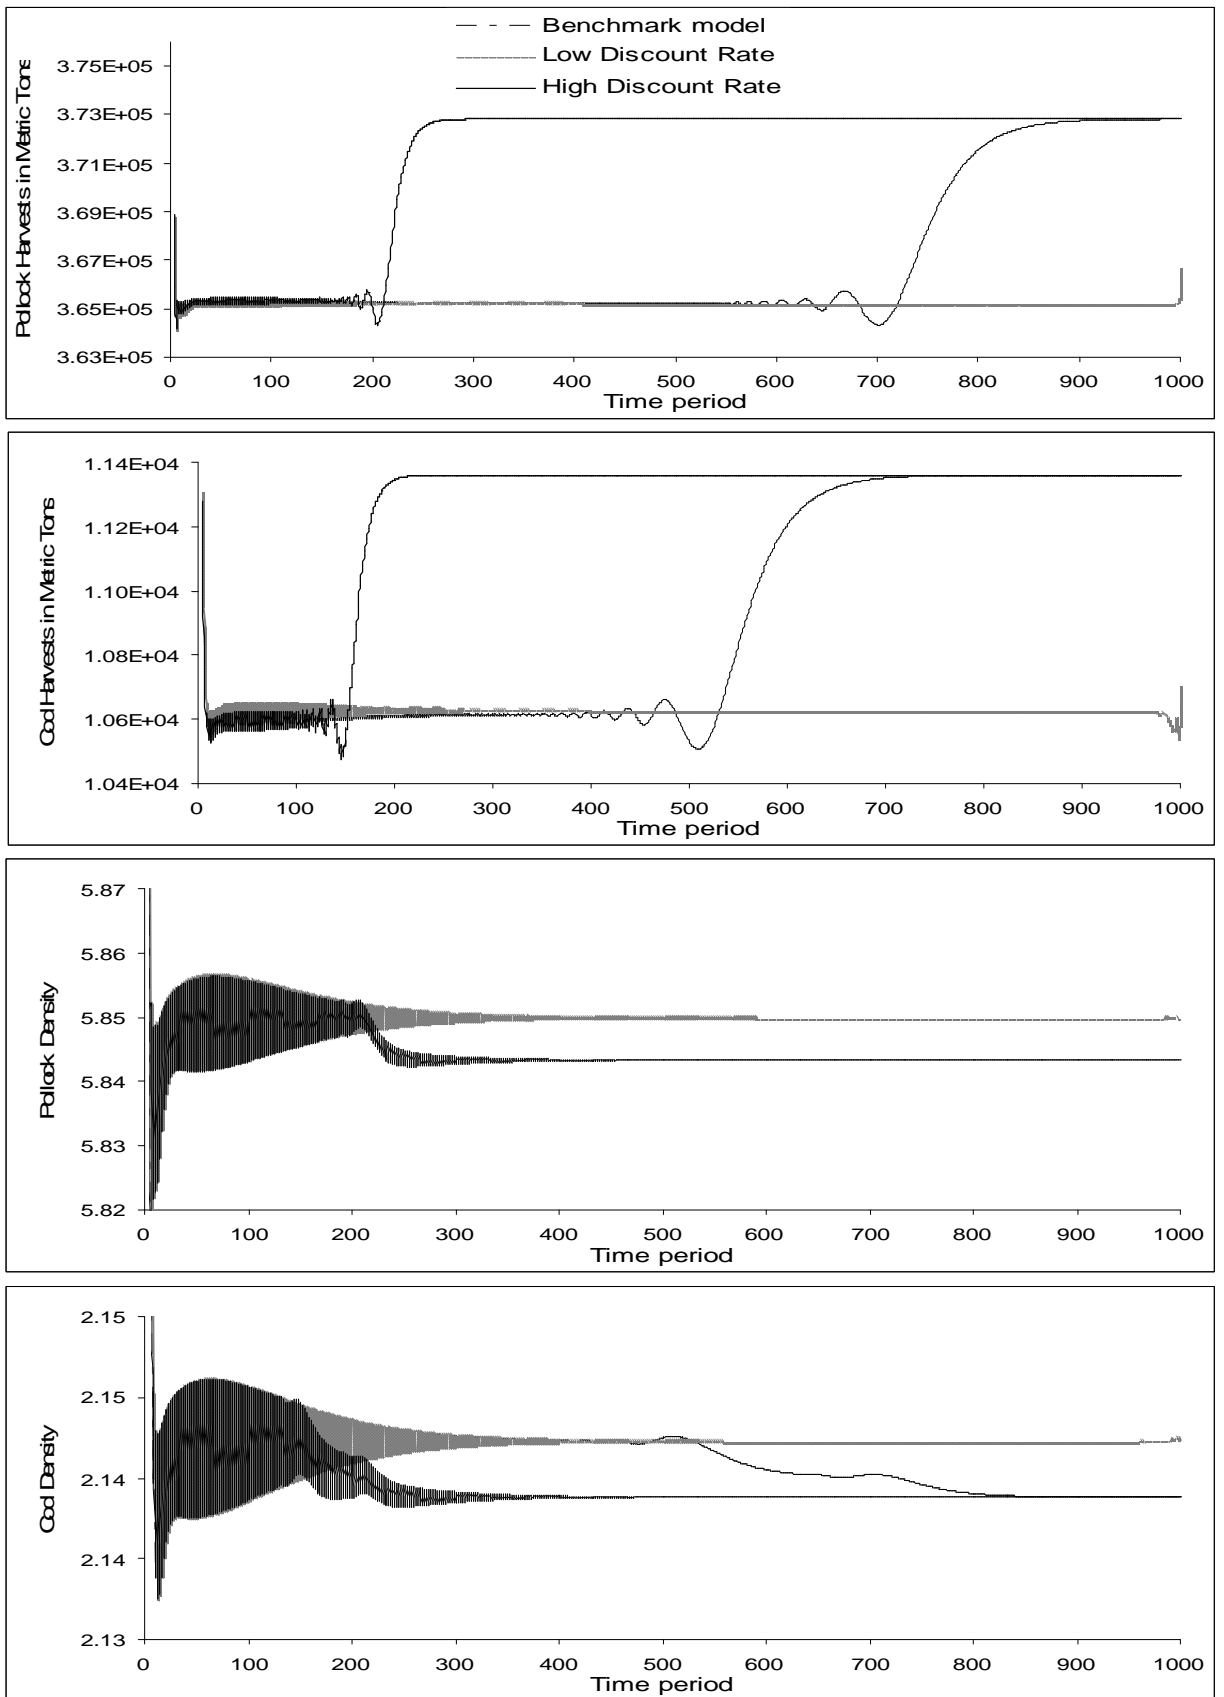 Benchmark model
Low Discount Rate
High Discount Rate
Pollock Harvests in Metric Tons
3.75E+05
3.73E+05
3.71E+05
3.69E+05
3.67E+05
3.65E+05
3.63E+05
0 100 200 300 400 500 600 700 800 900 1000
Time period
Cod Harvests in Metric Tons
1.14E+04
1.12E+04
1.10E+04
1.08E+04
1.06E+04
1.04E+04
0 100 200 300 400 500 600 700 800 900 1000
Time period
Pollock Density
5.87
5.86
5.85
5.84
5.83
5.82
0 100 200 300 400 500 600 700 800 900 1000
Time period
Cod Density
2.15
2.15
2.14
2.14
2.13
0 100 200 300 400 500 600 700 800 900 1000
Time period